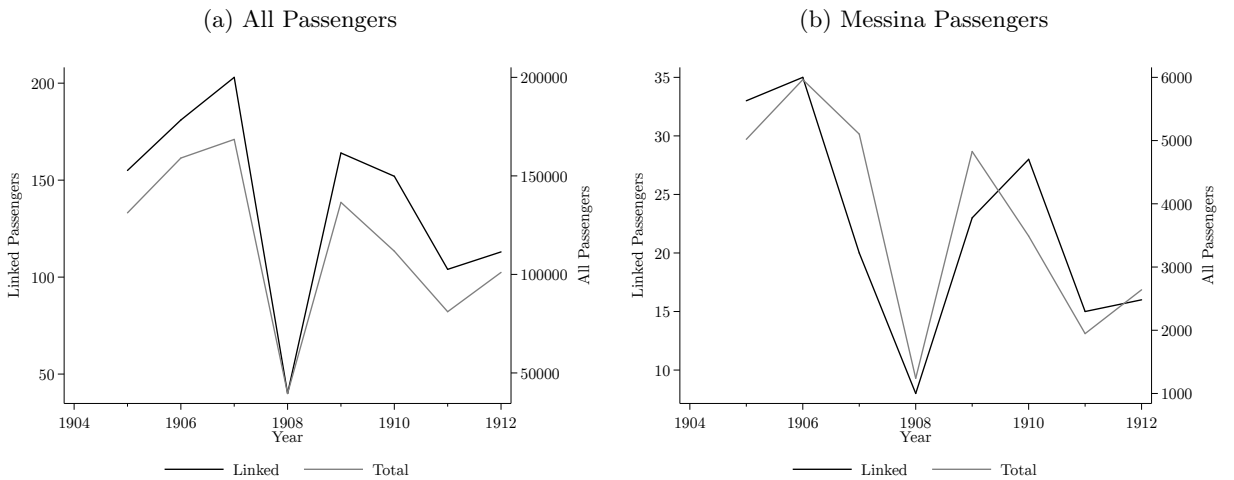 (a) All Passengers
200
150
100
50
Linked Passengers
200000
150000
100000
50000
All Passengers
1904 1906 1908 1910 1912
Year
Linked Total
(b) Messina Passengers
35
30
25
20
15
10
Linked Passengers
6000
5000
4000
3000
2000
1000
All Passengers
1904 1906 1908 1910 1912
Year
Linked Total